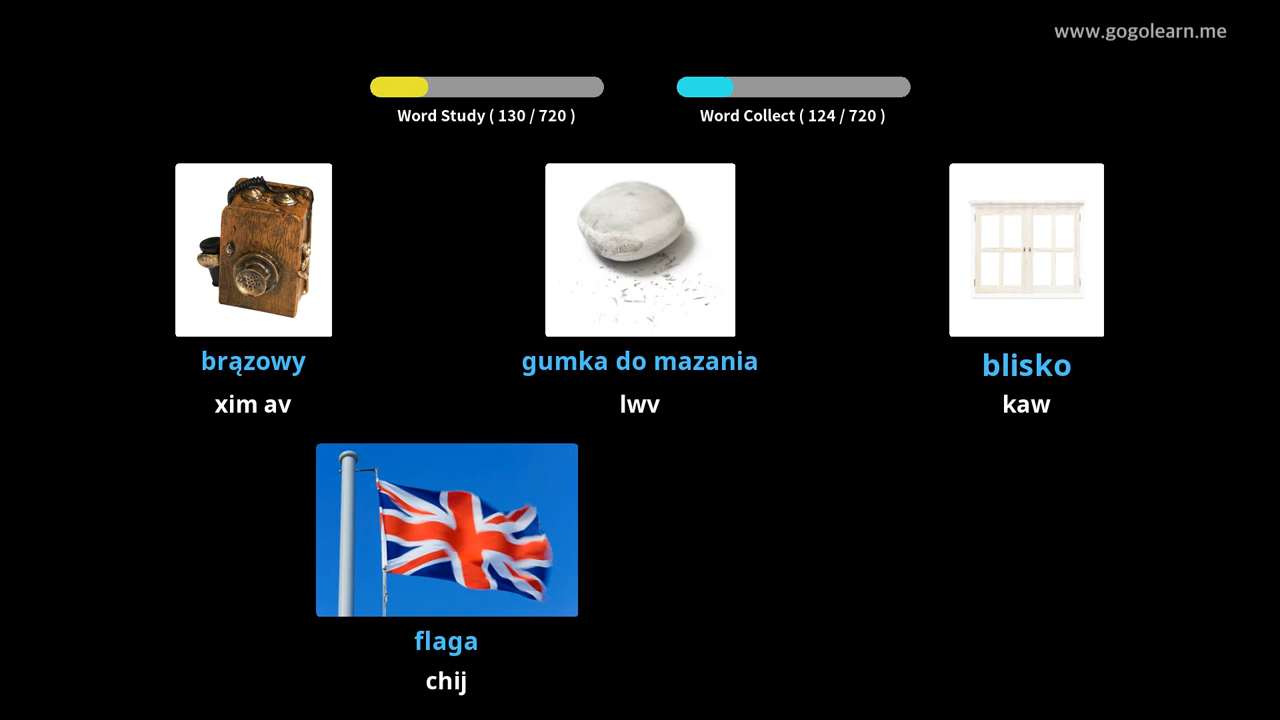 www.gogolearn.me
Word Study ( 130 / 720 )
Word Collect ( 124 / 720 )
brązowy
xim av
gumka do mazania
lwv
blisko
kaw
flaga
chij